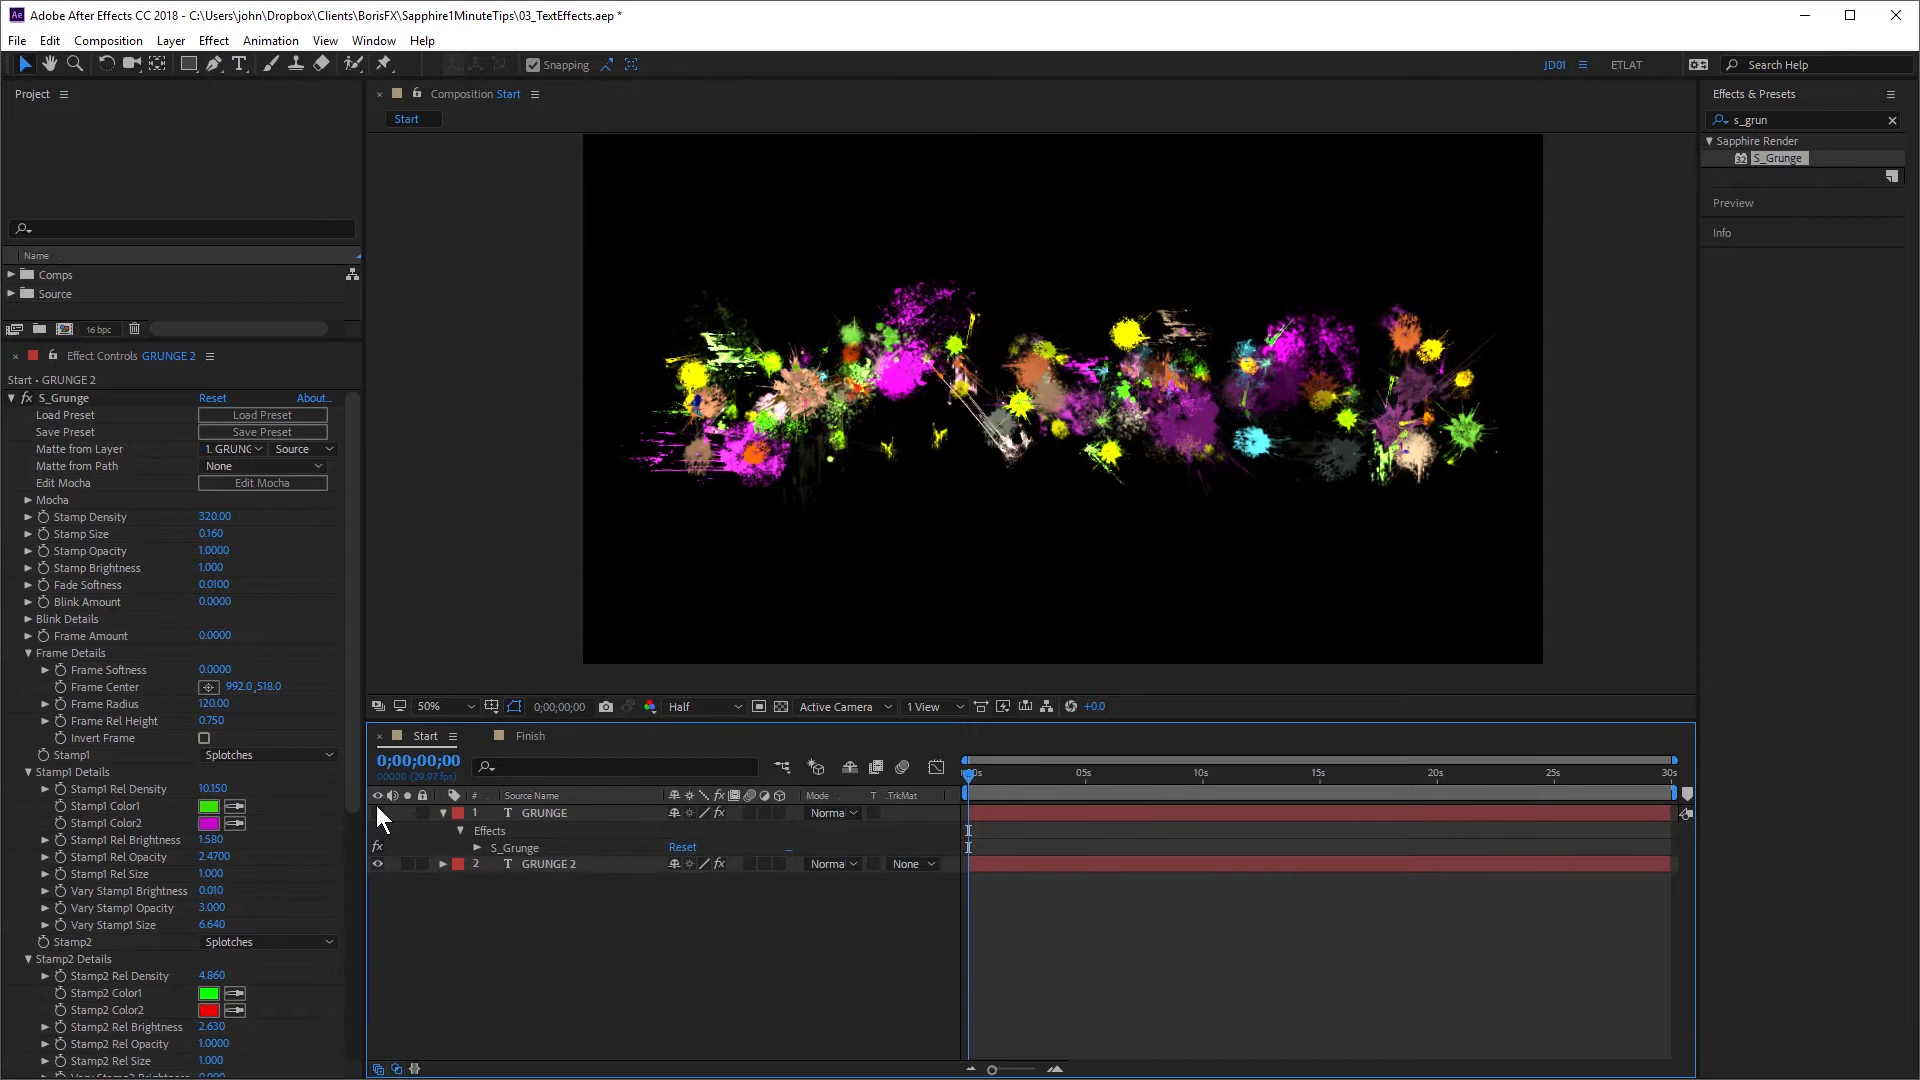 Adobe After Effects CC 2018 - C:\Users\john\Dropbox\Clients\BorisFX\Sapphire1MinuteTips\03_TextEffects.aep *
File Edit Composition Layer Effect Animation View Window Help
Snapping
JD01
ETLAT
Search Help
Project
Name
Comps
Source
16 bpc
Effect Controls GRUNGE 2
Start • GRUNGE 2
S_Grunge Reset About...
Load Preset Load Preset
Save Preset Save Preset
Matte from Layer 1. GRUNG Source
Matte from Path None
Edit Mocha Edit Mocha
Mocha
Stamp Density 320.00
Stamp Size 0.160
Stamp Opacity 1.0000
Stamp Brightness 1.000
Fade Softness 0.0100
Blink Amount 0.0000
Blink Details
Frame Amount 0.0000
Frame Details
Frame Softness 0.0000
Frame Center 992.0,518.0
Frame Radius 120.00
Frame Rel Height 0.750
Invert Frame
Stamp1 Splotches
Stamp1 Details
Stamp1 Rel Density 10.150
Stamp1 Color1
Stamp1 Color2
Stamp1 Rel Brightness 1.580
Stamp1 Rel Opacity 2.4700
Stamp1 Rel Size 1.000
Vary Stamp1 Brightness 0.010
Vary Stamp1 Opacity 3.000
Vary Stamp1 Size 6.640
Stamp2 Splotches
Stamp2 Details
Stamp2 Rel Density 4.860
Stamp2 Color1
Stamp2 Color2
Stamp2 Rel Brightness 2.630
Stamp2 Rel Opacity 1.0000
Stamp2 Rel Size 1.000
Composition Start
Start
50% 0;00;00;00 Half Active Camera 1 View +0.0
Start Finish
0;00;00;00
00000 (29.97 fps)
05s 10s 15s 20s 25s 30s
# Source Name Mode T .TrkMat
1 T GRUNGE Norma
Effects
fx S_Grunge Reset
2 T GRUNGE 2 Norma None
Effects & Presets
s_grun
Sapphire Render
S_Grunge
Preview
Info